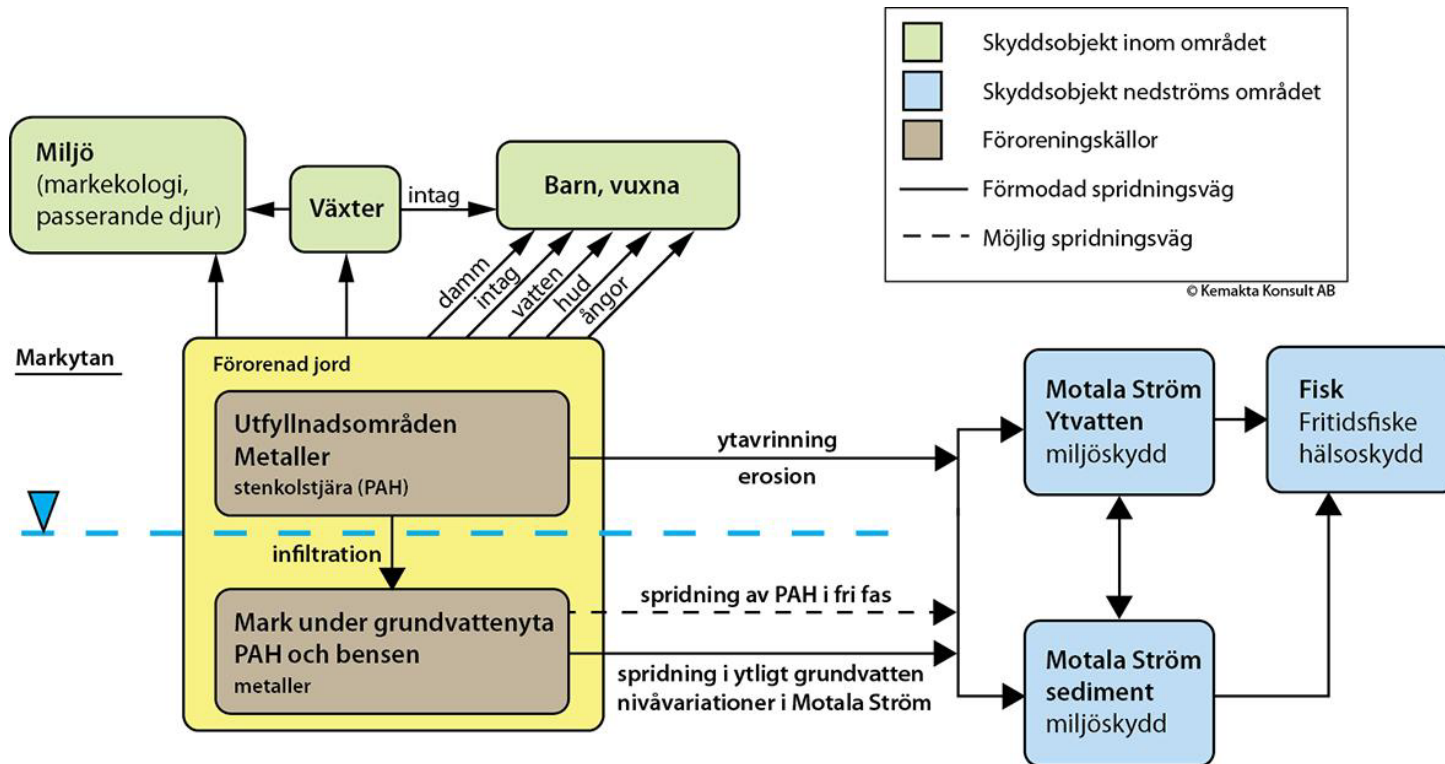 Skyddsobjekt inom området
Skyddsobjekt nedströms området
Föroreningskällor
Förmodad spridningsväg
Möjlig spridningsväg
© Kemakta Konsult AB
Miljö
(markekologi,
passerande djur)
Växter
intag
Barn, vuxna
damm
intag
vatten
hud
ångor
Markytan
Förorenad jord
Utfyllnadsområden
Metaller
stenkolstjära (PAH)
infiltration
Mark under grundvattenyta
PAH och bensen
metaller
ytavrinning
erosion
spridning av PAH i fri fas
spridning i ytligt grundvatten
nivåvariationer i Motala Ström
Motala Ström
Ytvatten
miljöskydd
Fisk
Fritidsfiske
hälsoskydd
Motala Ström
sediment
miljöskydd